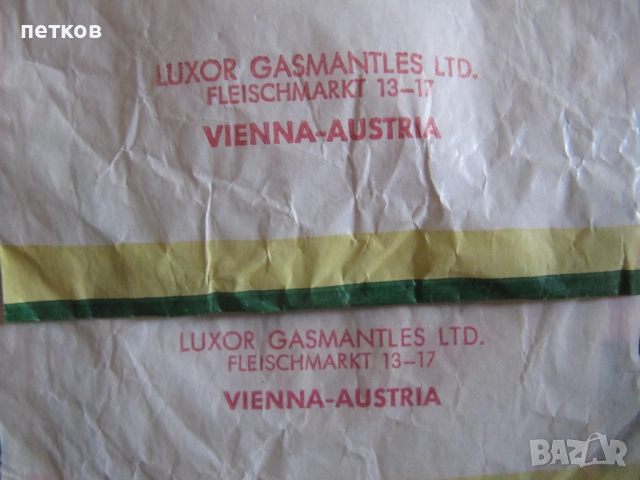 петков
LUXOR GASMANTLES LTD.
FLEISCHMARKT 13-17
VIENNA-AUSTRIA
LUXOR GASMANTLES LTD.
FLEISCHMARKT 13-17
VIENNA-AUSTRIA
BAZAR